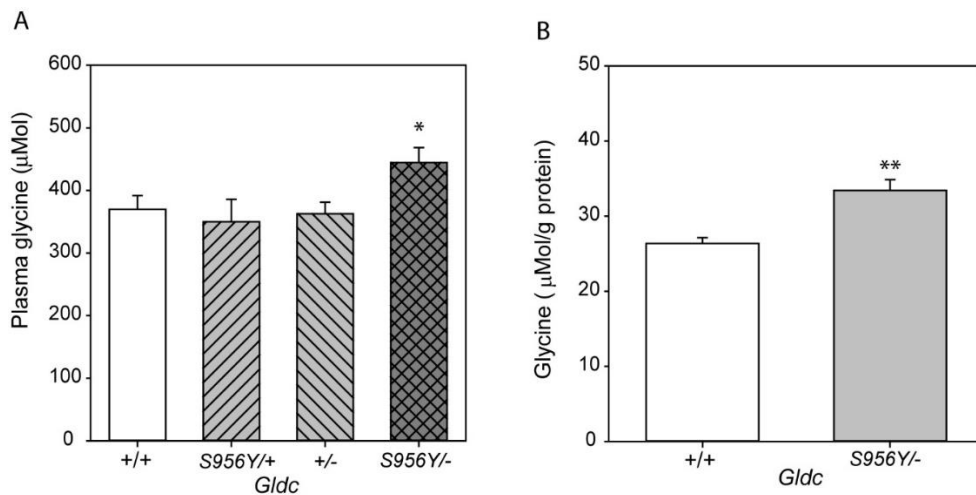 A
Plasma glycine (µMol)
600
500
400
300
200
100
0
*
+/+
S956Y/+
+/-
S956Y/-
Gldc
B
Glycine ( µMol/g protein)
50
40
30
20
10
0
**
+/+
S956Y/-
Gldc